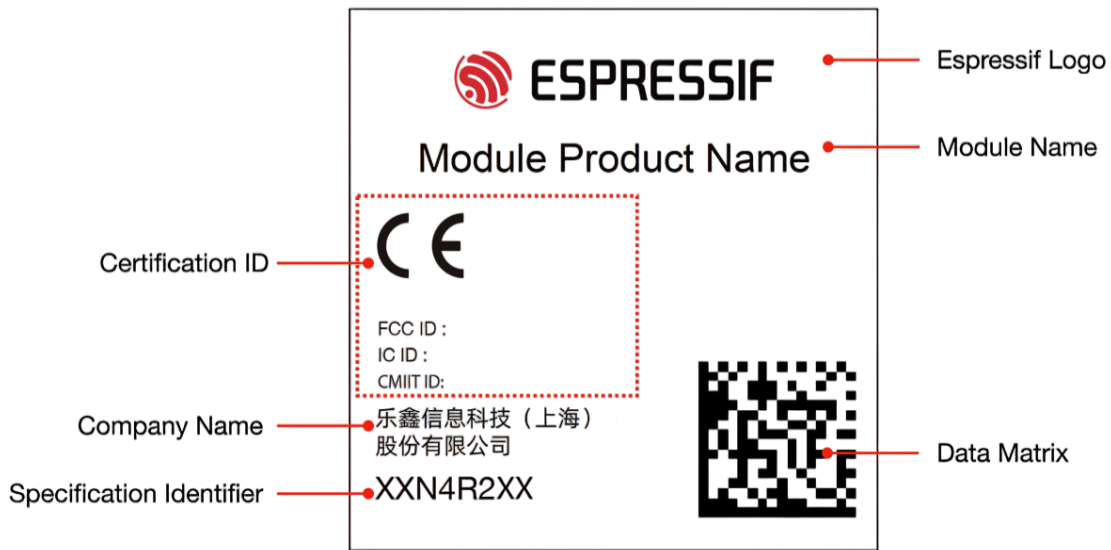 ESPRESSIF
Espressif Logo
Module Product Name
Module Name
CE
Certification ID
FCC ID :
IC ID :
CMIIT ID:
Company Name
乐鑫信息科技（上海）
股份有限公司
Data Matrix
Specification Identifier
XXN4R2XX